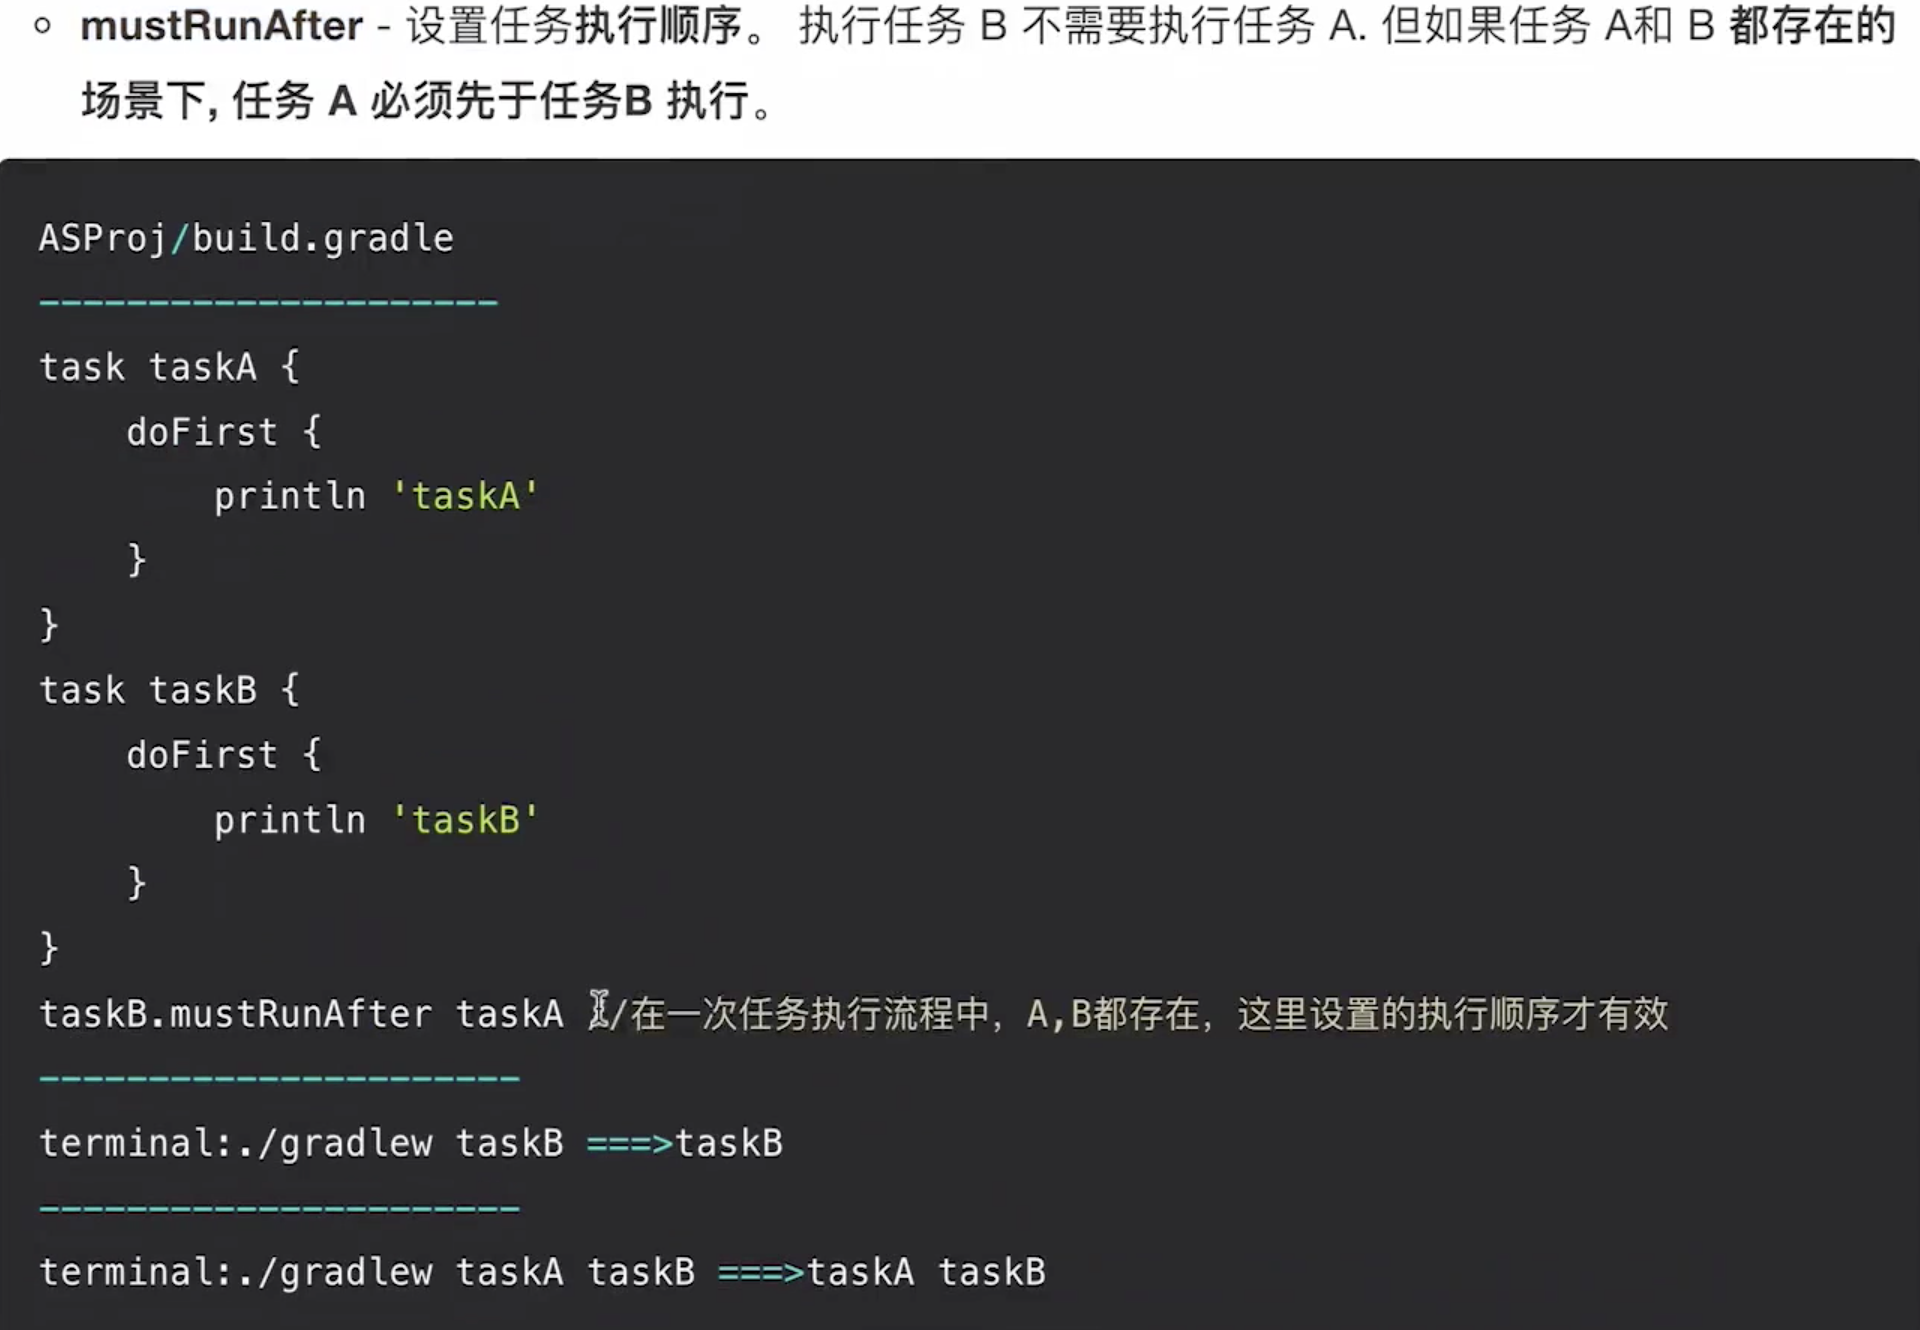 mustRunAfter - 设置任务执行顺序。 执行任务 B 不需要执行任务 A. 但如果任务 A和 B 都存在的
场景下, 任务 A 必须先于任务B 执行。
ASProj/build.gradle
---------------------
task taskA {
    doFirst {
        println 'taskA'
    }
}
task taskB {
    doFirst {
        println 'taskB'
    }
}
taskB.mustRunAfter taskA //在一次任务执行流程中，A,B都存在，这里设置的执行顺序才有效
----------------------
terminal:./gradlew taskB ===>taskB
----------------------
terminal:./gradlew taskA taskB ===>taskA taskB